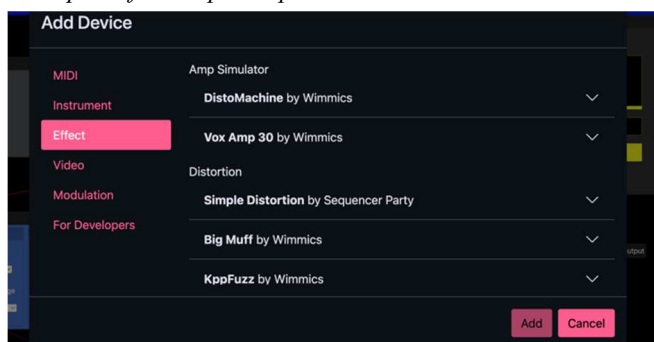 Add Device
MIDI
Instrument
Effect
Video
Modulation
For Developers
Amp Simulator
DistoMachine by Wimmics
Vox Amp 30 by Wimmics
Distortion
Simple Distortion by Sequencer Party
Big Muff by Wimmics
KppFuzz by Wimmics
Add
Cancel
utput